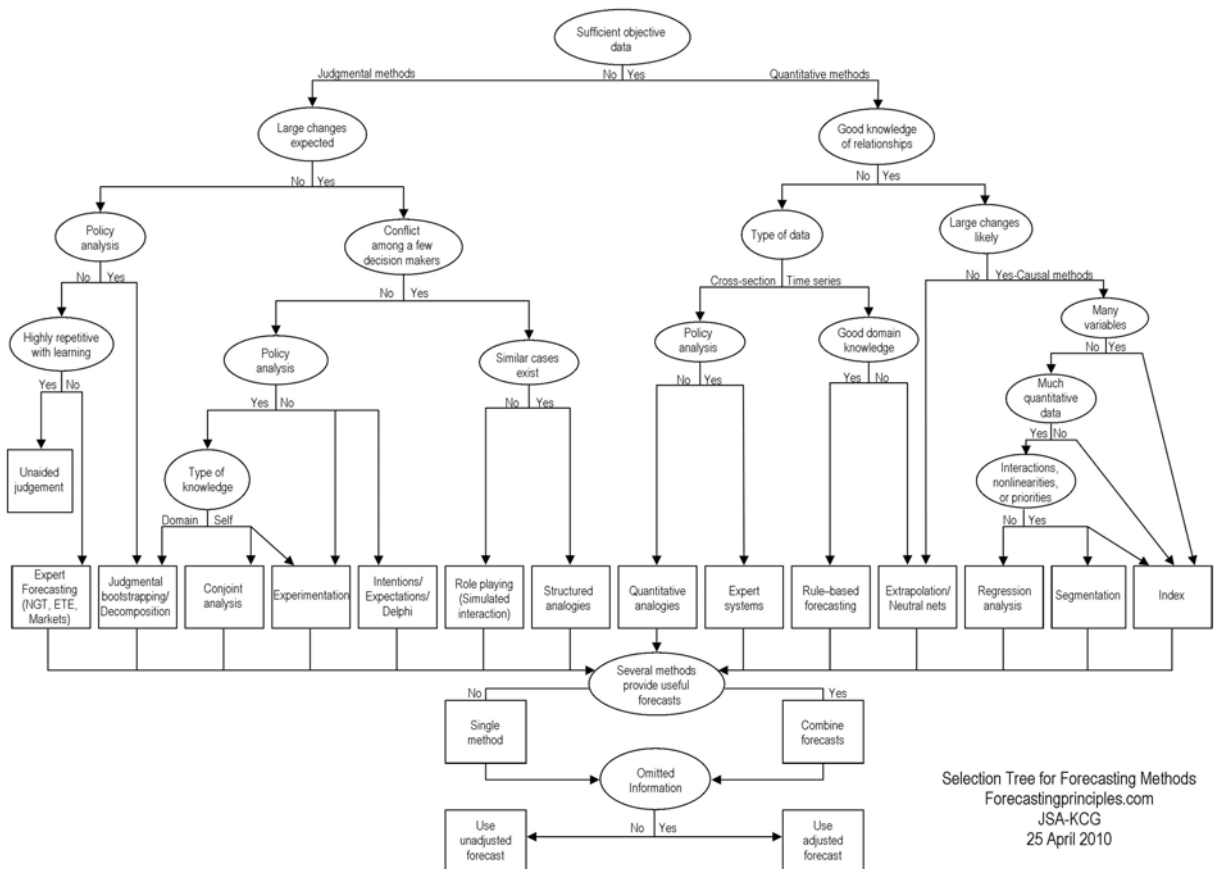 Sufficient objective
data
Judgmental methods
No
Yes
Quantitative methods
Large changes
expected
Good knowledge
of relationships
No
Yes
No
Yes
Policy
analysis
Conflict
among a few
decision makers
Type of data
Large changes
likely
No
Yes
No
Yes
Cross-section
Time series
No
Yes-Causal methods
Highly repetitive
with learning
Policy
analysis
Similar cases
exist
Policy
analysis
Good domain
knowledge
Many
variables
Yes
No
Yes
No
No
Yes
No
Yes
Yes
No
No
Yes
Much
quantitative
data
Yes
No
Unaided
judgement
Type of
knowledge
Interactions,
nonlinearities,
or priorities
Domain
Self
No
Yes
Expert
Forecasting
(NGT, ETE,
Markets)
Judgmental
bootstrapping/
Decomposition
Conjoint
analysis
Experimentation
Intentions/
Expectations/
Delphi
Role playing
(Simulated
interaction)
Structured
analogies
Quantitative
analogies
Expert
systems
Rule–based
forecasting
Extrapolation/
Neutral nets
Regression
analysis
Segmentation
Index
Several methods
provide useful
forecasts
No
Yes
Single
method
Combine
forecasts
Omitted
Information
No
Yes
Use
unadjusted
forecast
Use
adjusted
forecast
Selection Tree for Forecasting Methods
Forecastingprinciples.com
JSA-KCG
25 April 2010